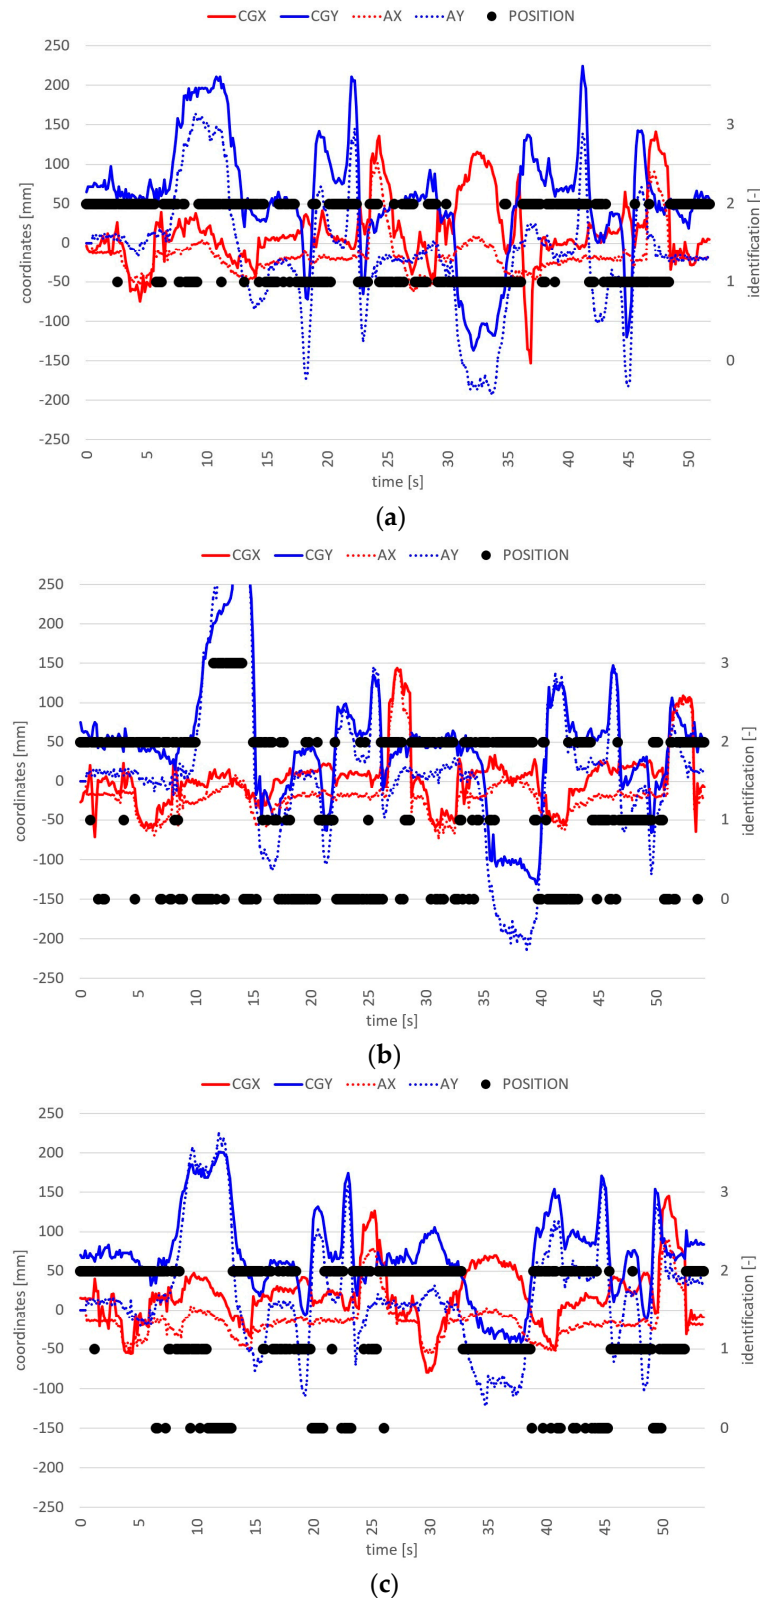 CGX CGY AX AY POSITION
250
200
150 3
100
50 2
0
-50 1
-100
-150 0
-200
-250
coordinates [mm]
identification [-]
0 5 10 15 20 25 30 35 40 45 50
time [s]
(a)
CGX CGY AX AY POSITION
250
200
150 3
100
50 2
0
-50 1
-100
-150 0
-200
-250
coordinates [mm]
identification [-]
0 5 10 15 20 25 30 35 40 45 50
time [s]
(b)
CGX CGY AX AY POSITION
250
200
150 3
100
50 2
0
-50 1
-100
-150 0
-200
-250
coordinates [mm]
identification [-]
0 5 10 15 20 25 30 35 40 45 50
time [s]
(c)